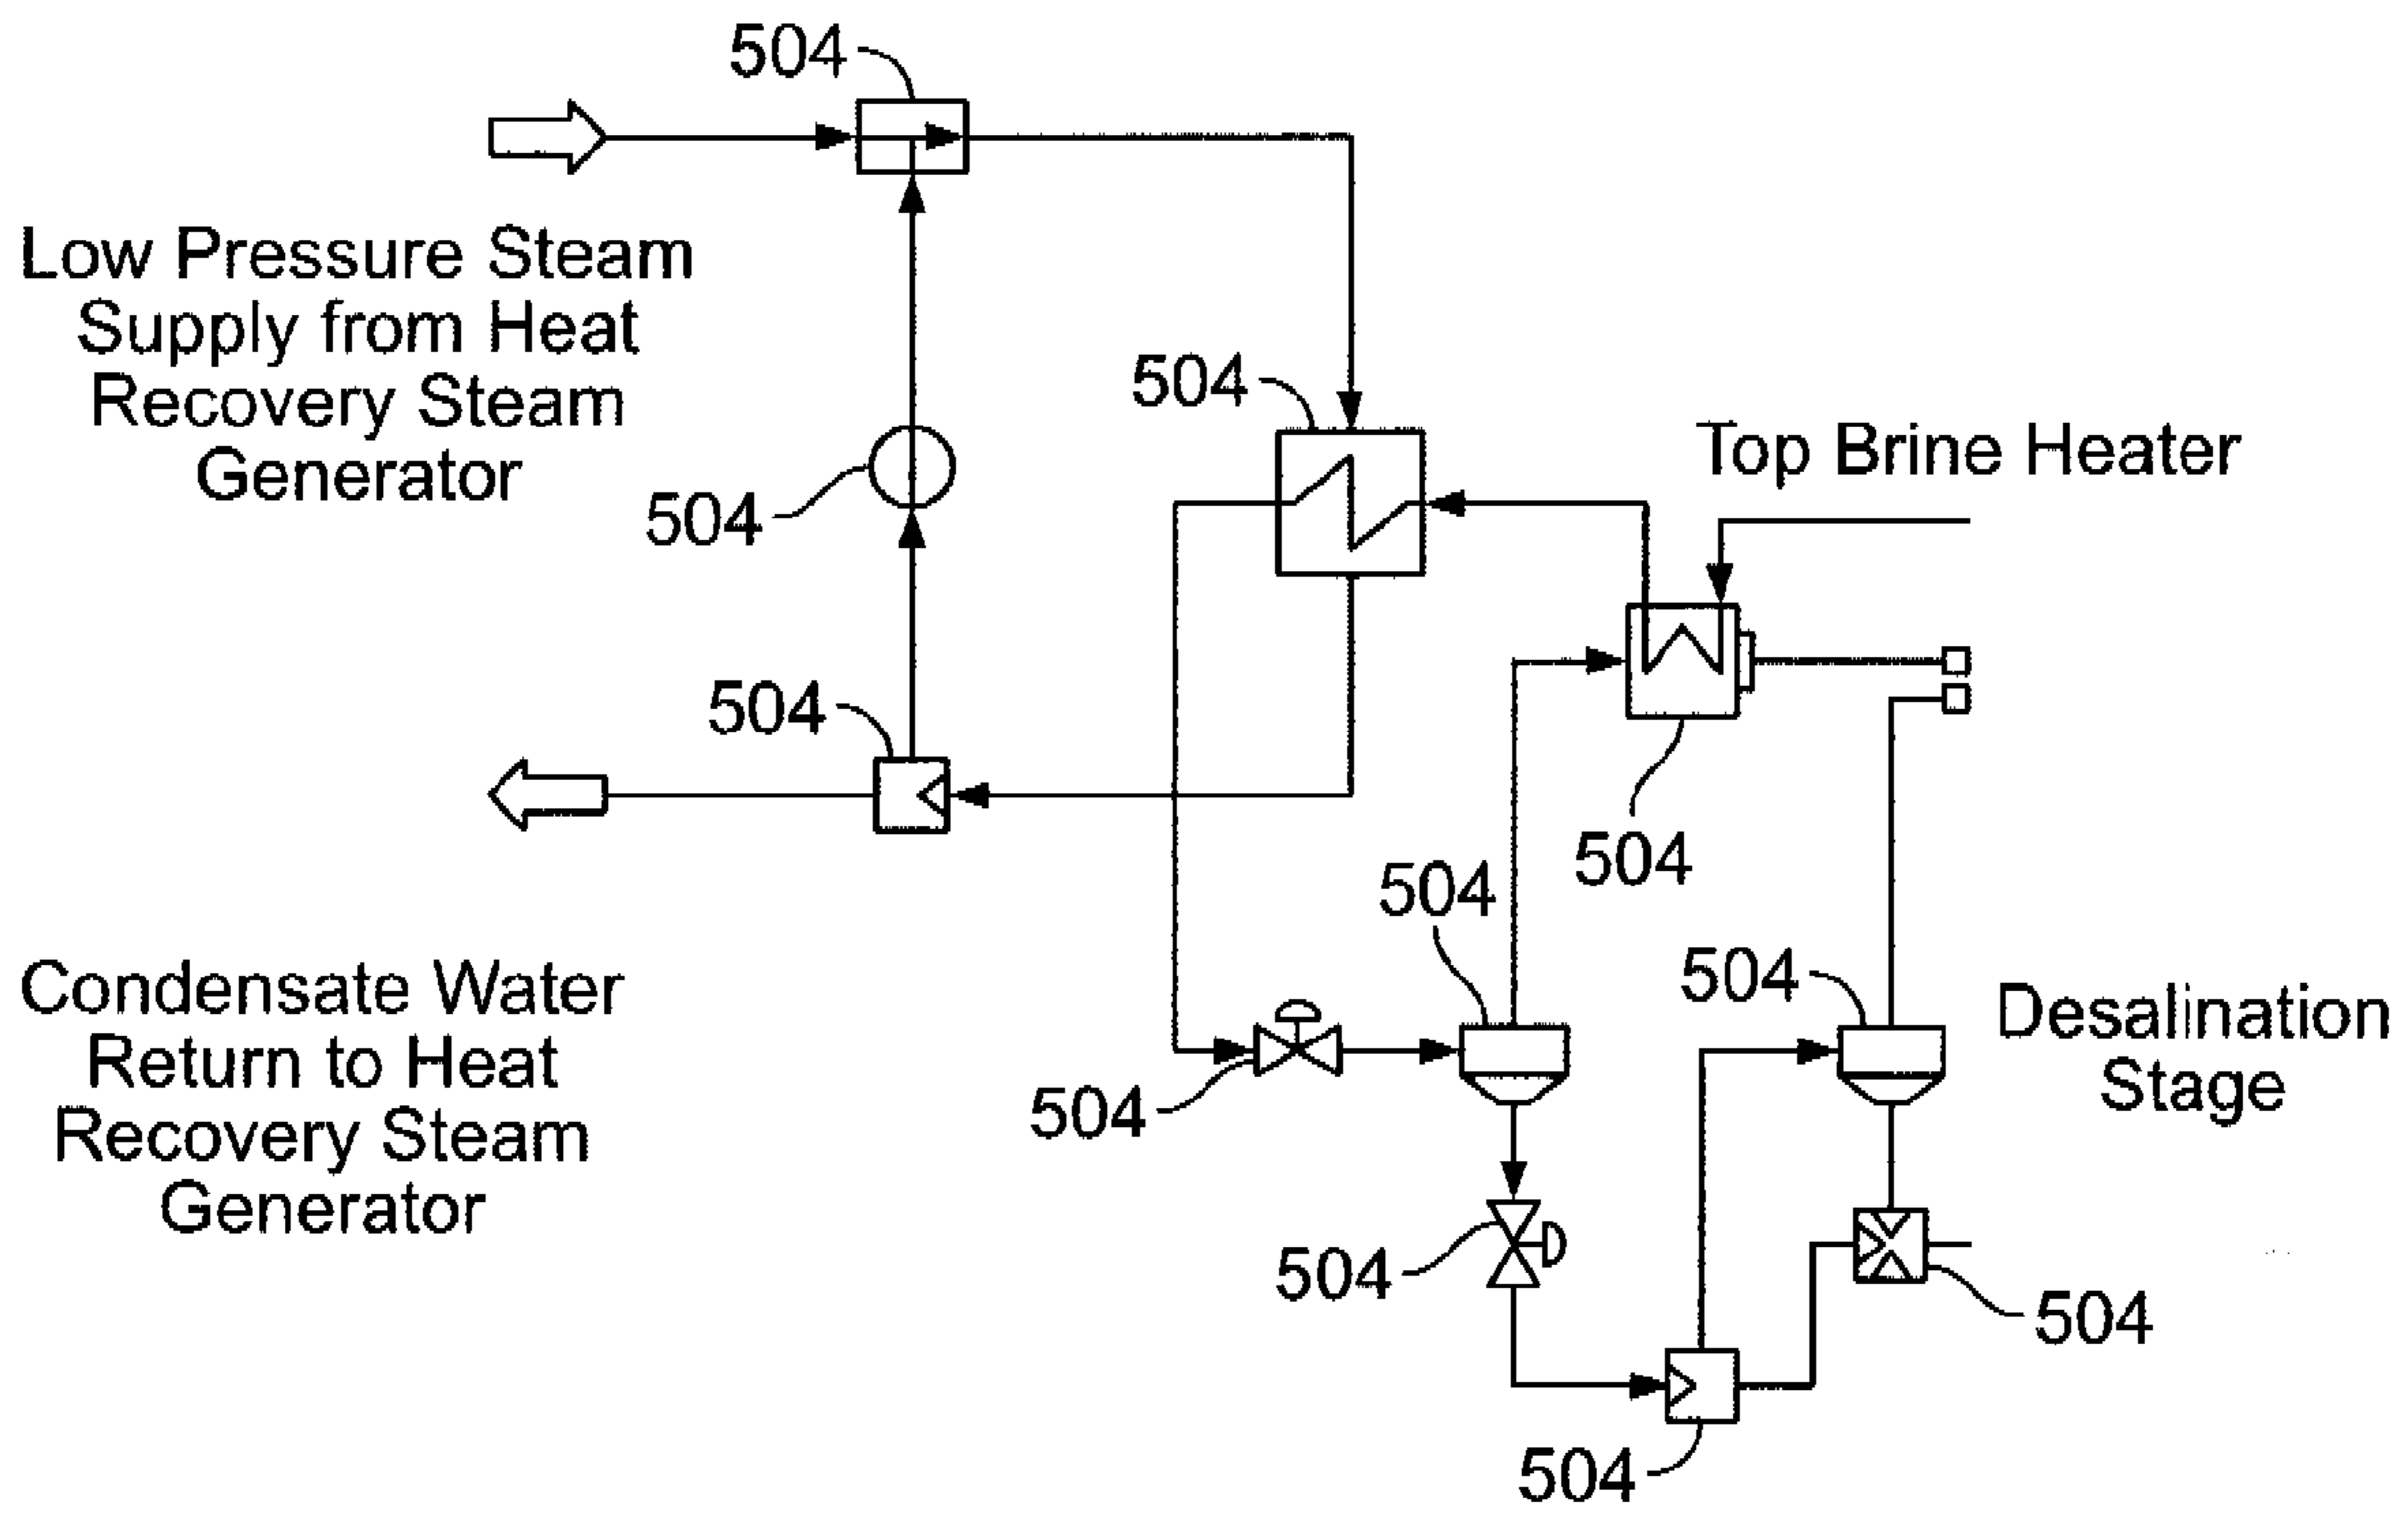 504
Low Pressure Steam
Supply from Heat
Recovery Steam
Generator
504
504
Top Brine Heater
504
504
504
504
Condensate Water
Return to Heat
Recovery Steam
Generator
504
Desalination
Stage
504
504
504
504